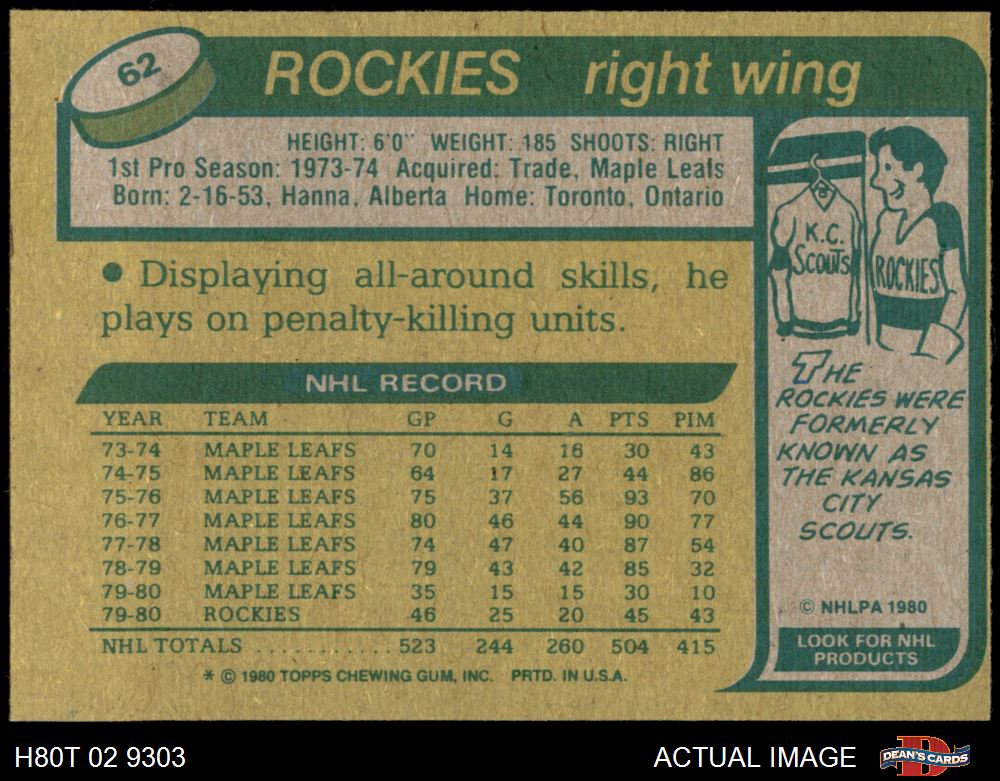 62
ROCKIES right wing
HEIGHT: 6'0" WEIGHT: 185 SHOOTS: RIGHT
1st Pro Season: 1973-74 Acquired: Trade, Maple Leafs
Born: 2-16-53, Hanna, Alberta Home: Toronto, Ontario
• Displaying all-around skills, he
plays on penalty-killing units.
NHL RECORD
YEAR TEAM GP G A PTS PIM
73-74 MAPLE LEAFS 70 14 16 30 43
74-75 MAPLE LEAFS 64 17 27 44 86
75-76 MAPLE LEAFS 75 37 56 93 70
76-77 MAPLE LEAFS 80 46 44 90 77
77-78 MAPLE LEAFS 74 47 40 87 54
78-79 MAPLE LEAFS 79 43 42 85 32
79-80 MAPLE LEAFS 35 15 15 30 10
79-80 ROCKIES 46 25 20 45 43
NHL TOTALS ............ 523 244 260 504 415
* © 1980 TOPPS CHEWING GUM, INC. PRTD. IN U.S.A.
K.C.
SCOUTS
ROCKIES
THE
ROCKIES WERE
FORMERLY
KNOWN AS
THE KANSAS
CITY
SCOUTS.
© NHLPA 1980
LOOK FOR NHL
PRODUCTS
H80T 02 9303
ACTUAL IMAGE
DEAN'S CARDS